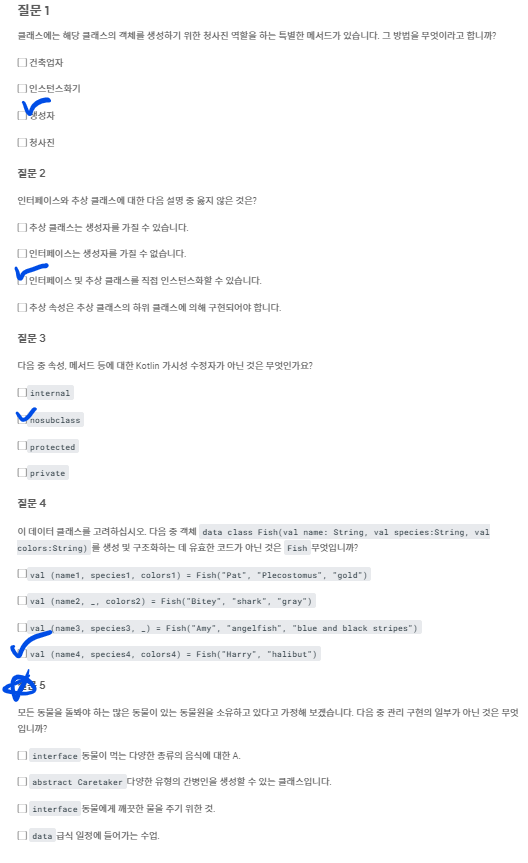 질문 1
클래스에는 해당 클래스의 객체를 생성하기 위한 청사진 역할을 하는 특별한 메서드가 있습니다. 그 방법을 무엇이라고 합니까?
건축업자
인스턴스화기
생성자
청사진
질문 2
인터페이스와 추상 클래스에 대한 다음 설명 중 옳지 않은 것은?
추상 클래스는 생성자를 가질 수 있습니다.
인터페이스는 생성자를 가질 수 없습니다.
인터페이스 및 추상 클래스를 직접 인스턴스화할 수 있습니다.
추상 속성은 추상 클래스의 하위 클래스에 의해 구현되어야 합니다.
질문 3
다음 중 속성, 메서드 등에 대한 Kotlin 가시성 수정자가 아닌 것은 무엇인가요?
internal
nosubclass
protected
private
질문 4
이 데이터 클래스를 고려하십시오. 다음 중 객체 data class Fish(val name: String, val species:String, val
colors:String) 를 생성 및 구조화하는 데 유효한 코드가 아닌 것은 Fish 무엇입니까?
val (name1, species1, colors1) = Fish("Pat", "Plecostomus", "gold")
val (name2, _, colors2) = Fish("Bitey", "shark", "gray")
val (name3, species3, _) = Fish("Amy", "angelfish", "blue and black stripes")
val (name4, species4, colors4) = Fish("Harry", "halibut")
질문 5
모든 동물을 돌봐야 하는 많은 동물이 있는 동물원을 소유하고 있다고 가정해 보겠습니다. 다음 중 관리 구현의 일부가 아닌 것은 무엇
입니까?
interface 동물이 먹는 다양한 종류의 음식에 대한 A.
abstract Caretaker 다양한 유형의 간병인을 생성할 수 있는 클래스입니다.
interface 동물에게 깨끗한 물을 주기 위한 것.
data 급식 일정에 들어가는 수업.